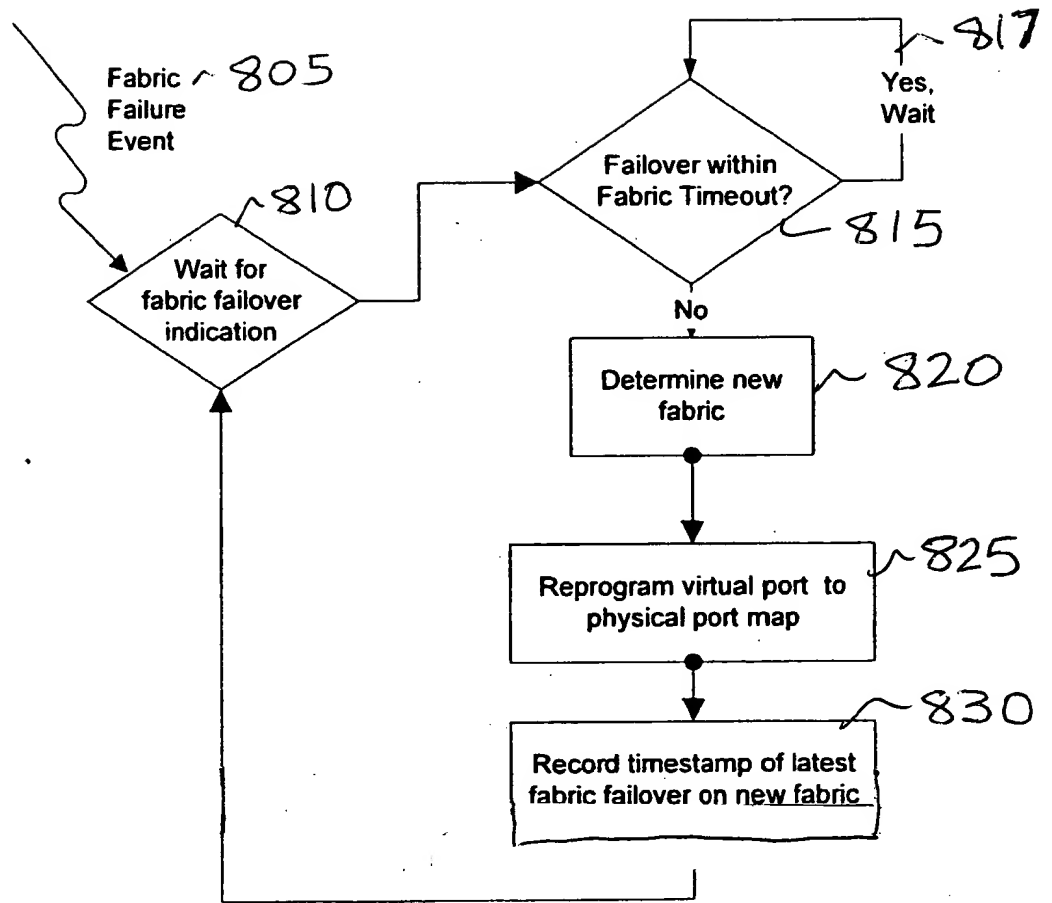 Fabric 805
Failure
Event
817
Yes,
Wait
Failover within
Fabric Timeout?
815
810
Wait for
fabric failover
indication
No
Determine new
fabric
820
Reprogram virtual port to
physical port map
825
Record timestamp of latest
fabric failover on new fabric
830